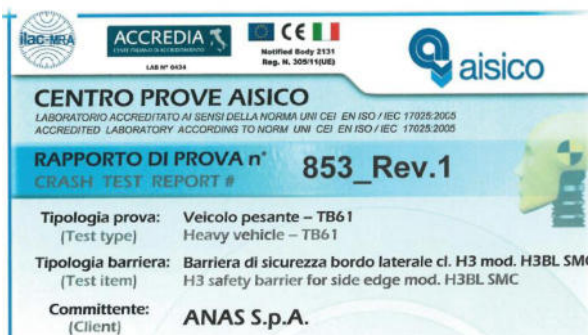 ilac-MRA
ACCREDIA
L'ENTE ITALIANO DI ACCREDITAMENTO
LAB N° 0434
CE
Notified Body 2131
Reg. N. 305/11(UE)
aisico
CENTRO PROVE AISICO
LABORATORIO ACCREDITATO AI SENSI DELLA NORMA UNI CEI EN ISO / IEC 17025:2005
ACCREDITED LABORATORY ACCORDING TO NORM UNI CEI EN ISO / IEC 17025:2005
RAPPORTO DI PROVA n° 853_Rev.1
CRASH TEST REPORT #
Tipologia prova: Veicolo pesante – TB61
(Test type) Heavy vehicle – TB61
Tipologia barriera: Barriera di sicurezza bordo laterale cl. H3 mod. H3BL SMC
(Test item) H3 safety barrier for side edge mod. H3BL SMC
Committente: ANAS S.p.A.
(Client)